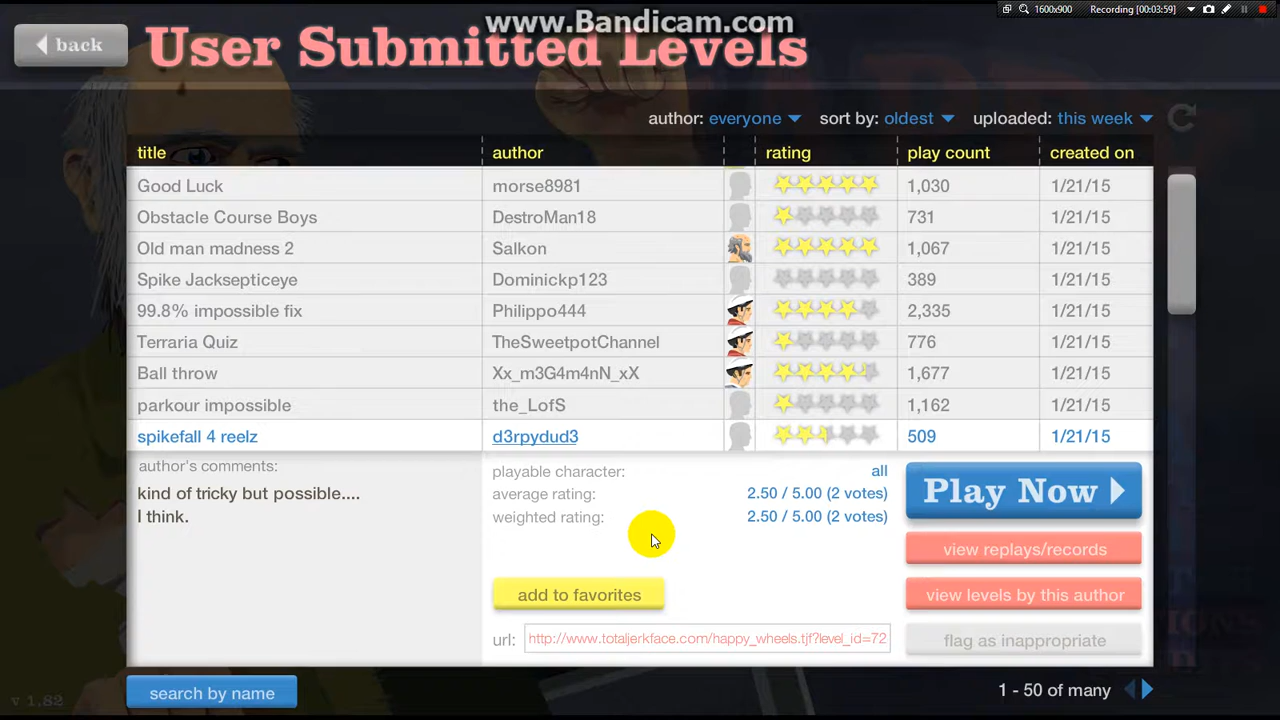 www.Bandicam.com
1600x900 Recording [00:03:59]
back
User Submitted Levels
author: everyone sort by: oldest uploaded: this week
title author rating play count created on
Good Luck morse8981 1,030 1/21/15
Obstacle Course Boys DestroMan18 731 1/21/15
Old man madness 2 Salkon 1,067 1/21/15
Spike Jacksepticeye Dominickp123 389 1/21/15
99.8% impossible fix Philippo444 2,335 1/21/15
Terraria Quiz TheSweetpotChannel 776 1/21/15
Ball throw Xx_m3G4m4nN_xX 1,677 1/21/15
parkour impossible the_LofS 1,162 1/21/15
spikefall 4 reelz d3rpydud3 509 1/21/15
author's comments:
kind of tricky but possible....
I think.
playable character: all
average rating: 2.50 / 5.00 (2 votes)
weighted rating: 2.50 / 5.00 (2 votes)
Play Now
view replays/records
add to favorites
view levels by this author
url: http://www.totaljerkface.com/happy_wheels.tjf?level_id=72
flag as inappropriate
v 1.82
search by name
1 - 50 of many